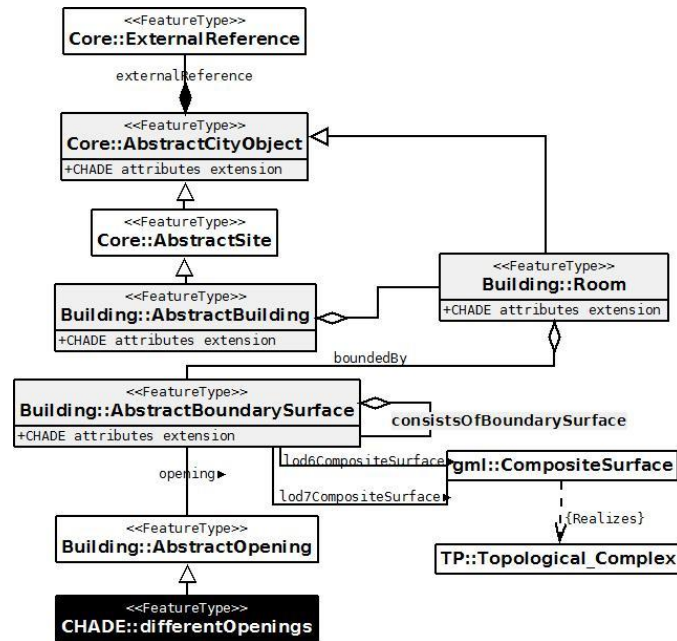 <<FeatureType>>
Core::ExternalReference
externalReference
<<FeatureType>>
Core::AbstractCityObject
+CHADE attributes extension
<<FeatureType>>
Core::AbstractSite
<<FeatureType>>
Building::Room
+CHADE attributes extension
<<FeatureType>>
Building::AbstractBuilding
+CHADE attributes extension
boundedBy
<<FeatureType>>
Building::AbstractBoundarySurface
+CHADE attributes extension
consistsOfBoundarySurface
opening▶
lod6CompositeSurface▶
gml::CompositeSurface
lod7CompositeSurface▶
{Realizes}
<<FeatureType>>
Building::AbstractOpening
TP::Topological_Complex
<<FeatureType>>
CHADE::differentOpenings